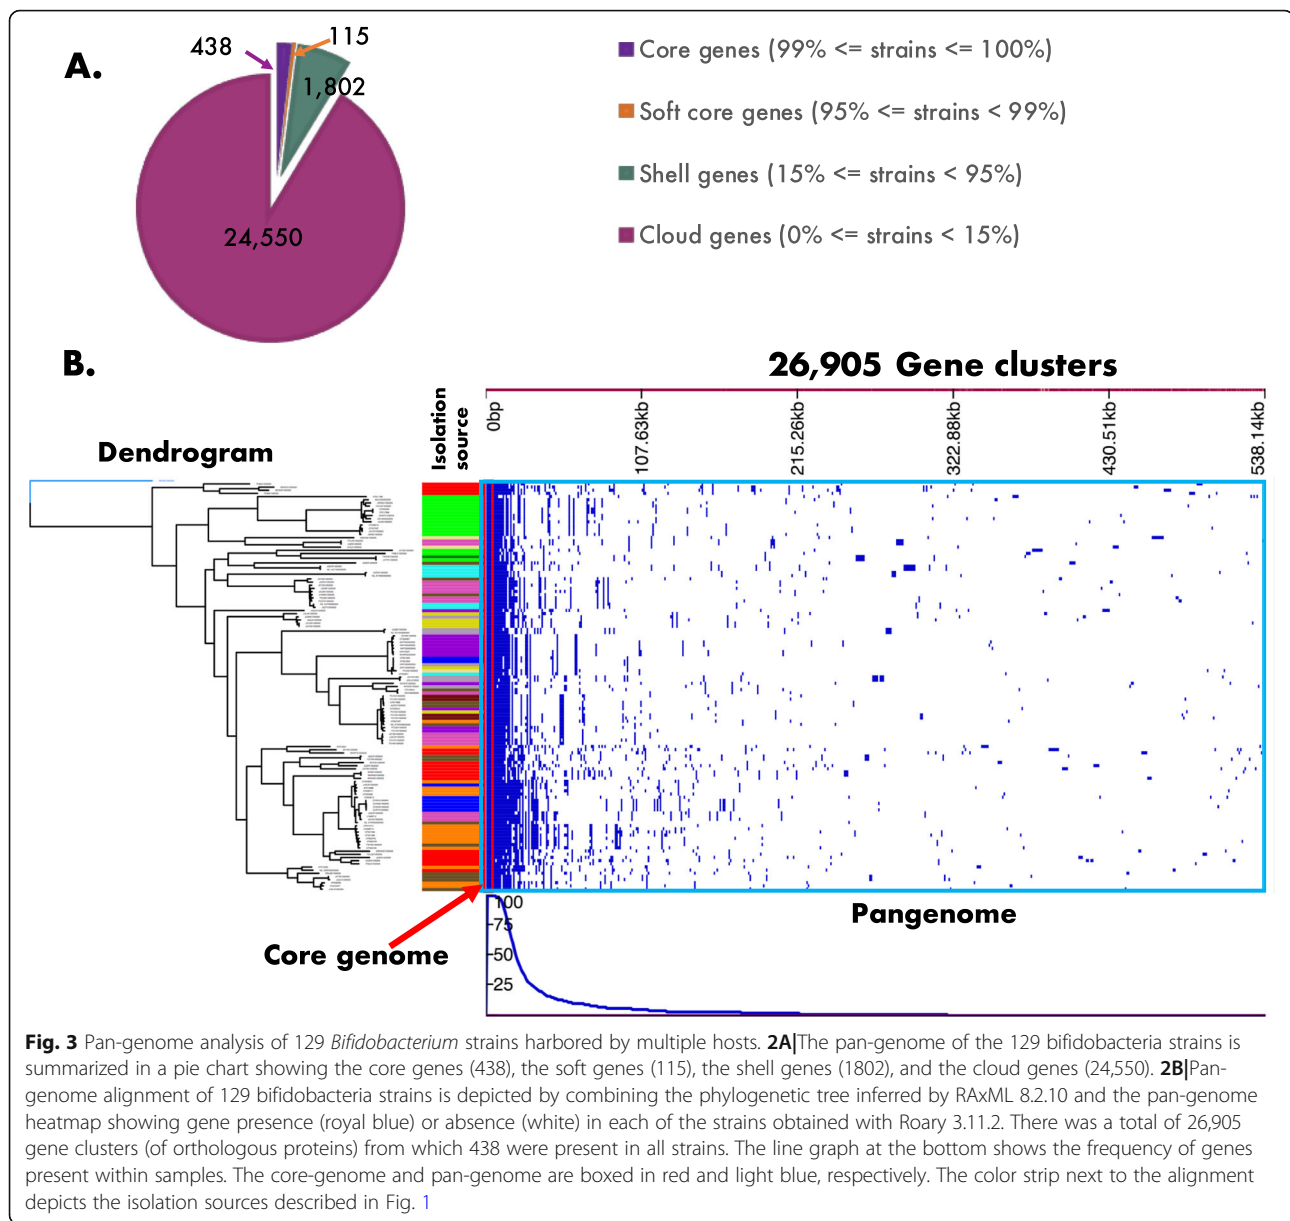 A.
438
115
1,802
24,550
Core genes (99% <= strains <= 100%)
Soft core genes (95% <= strains < 99%)
Shell genes (15% <= strains < 95%)
Cloud genes (0% <= strains < 15%)
B.
26,905 Gene clusters
Dendrogram
Isolation
source
0bp
107.63kb
215.26kb
322.88kb
430.51kb
538.14kb
100
75
50
25
Core genome
Pangenome
Fig. 3 Pan-genome analysis of 129 Bifidobacterium strains harbored by multiple hosts. 2A|The pan-genome of the 129 bifidobacteria strains is
summarized in a pie chart showing the core genes (438), the soft genes (115), the shell genes (1802), and the cloud genes (24,550). 2B|Pan-
genome alignment of 129 bifidobacteria strains is depicted by combining the phylogenetic tree inferred by RAxML 8.2.10 and the pan-genome
heatmap showing gene presence (royal blue) or absence (white) in each of the strains obtained with Roary 3.11.2. There was a total of 26,905
gene clusters (of orthologous proteins) from which 438 were present in all strains. The line graph at the bottom shows the frequency of genes
present within samples. The core-genome and pan-genome are boxed in red and light blue, respectively. The color strip next to the alignment
depicts the isolation sources described in Fig. 1